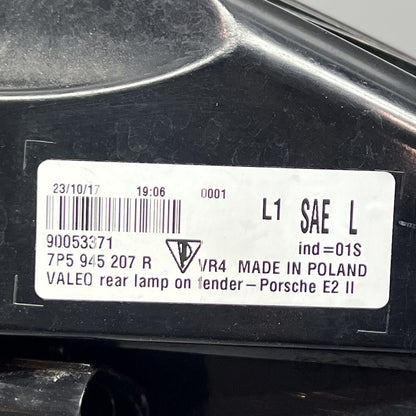 23/10/17 19:06 0001
L1 SAE L
90053371 ind=01S
7P5 945 207 R VR4 MADE IN POLAND
VALEO rear lamp on fender-Porsche E2 II